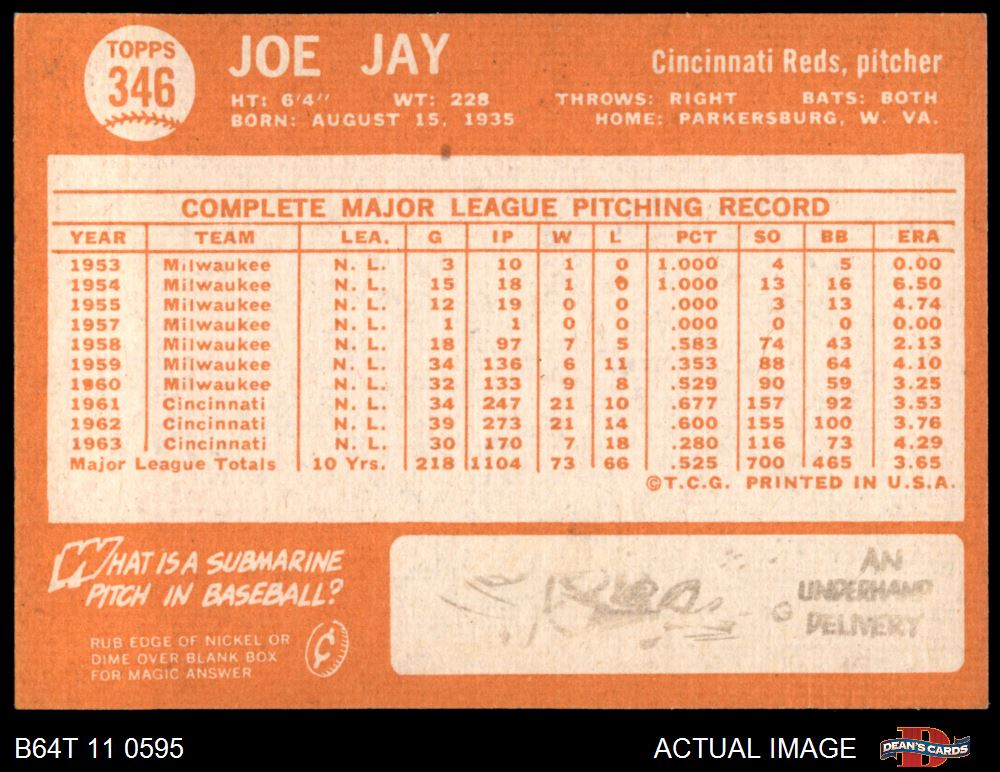 TOPPS
346
JOE JAY
Cincinnati Reds, pitcher
HT: 6'4" WT: 228 THROWS: RIGHT BATS: BOTH
BORN: AUGUST 15, 1935 HOME: PARKERSBURG, W. VA.
COMPLETE MAJOR LEAGUE PITCHING RECORD
YEAR TEAM LEA. G IP W L PCT SO BB ERA
1953 Milwaukee N. L. 3 10 1 0 1.000 4 5 0.00
1954 Milwaukee N. L. 15 18 1 0 1.000 13 16 6.50
1955 Milwaukee N. L. 12 19 0 0 .000 3 13 4.74
1957 Milwaukee N. L. 1 1 0 0 .000 0 0 0.00
1958 Milwaukee N. L. 18 97 7 5 .583 74 43 2.13
1959 Milwaukee N. L. 34 136 6 11 .353 88 64 4.10
1960 Milwaukee N. L. 32 133 9 8 .529 90 59 3.25
1961 Cincinnati N. L. 34 247 21 10 .677 157 92 3.53
1962 Cincinnati N. L. 39 273 21 14 .600 155 100 3.76
1963 Cincinnati N. L. 30 170 7 18 .280 116 73 4.29
Major League Totals 10 Yrs. 218 1104 73 66 .525 700 465 3.65
©T.C.G. PRINTED IN U.S.A.
WHAT IS A SUBMARINE
PITCH IN BASEBALL?
RUB EDGE OF NICKEL OR
DIME OVER BLANK BOX
FOR MAGIC ANSWER
AN
UNDERHAND
DELIVERY
B64T 11 0595
ACTUAL IMAGE
DEAN'S CARDS